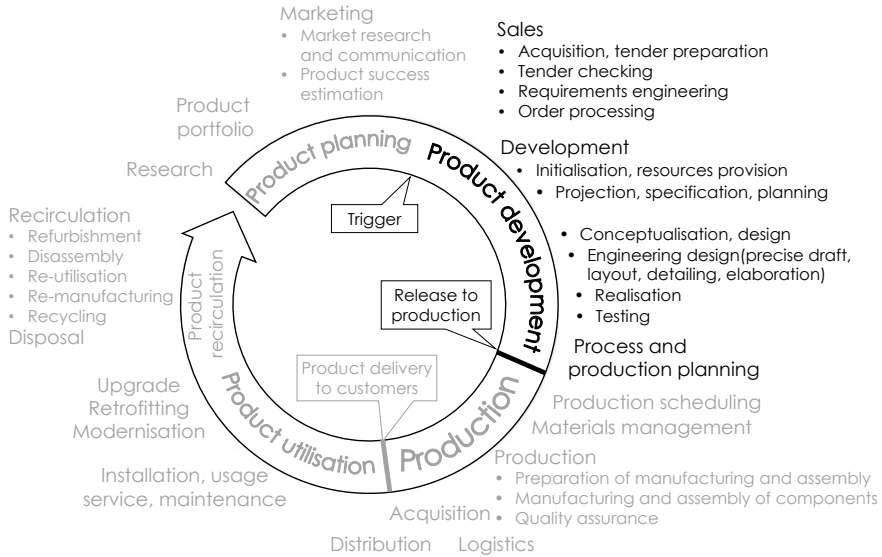 Marketing
• Market research
and communication
• Product success
estimation
Sales
• Acquisition, tender preparation
• Tender checking
• Requirements engineering
• Order processing
Product
portfolio
Research
Product planning
Product development
Development
• Initialisation, resources provision
• Projection, specification, planning
• Conceptualisation, design
• Engineering design(precise draft,
layout, detailing, elaboration)
• Realisation
• Testing
Process and
production planning
Trigger
Release to
production
Product delivery
to customers
Production
Production scheduling
Materials management
Production
• Preparation of manufacturing and assembly
• Manufacturing and assembly of components
• Quality assurance
Acquisition
Distribution
Logistics
Product utilisation
Installation, usage
service, maintenance
Upgrade
Retrofitting
Modernisation
Product
recirculation
Recirculation
• Refurbishment
• Disassembly
• Re-utilisation
• Re-manufacturing
• Recycling
Disposal